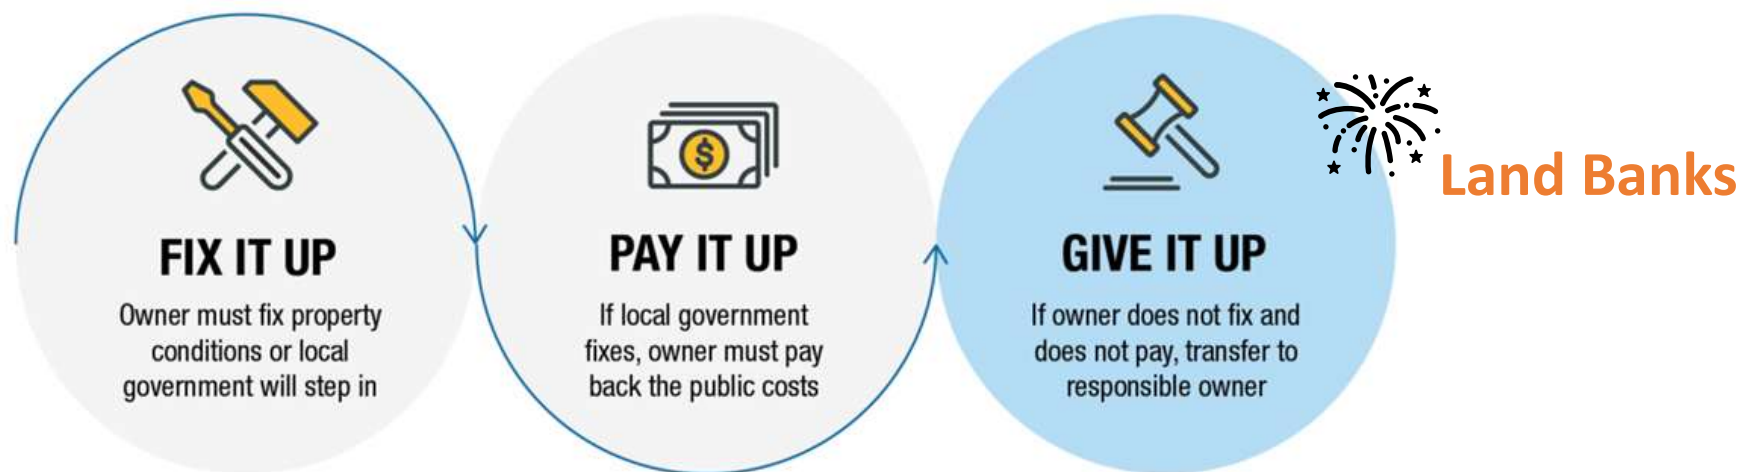 FIX IT UP
Owner must fix property
conditions or local
government will step in
$
PAY IT UP
If local government
fixes, owner must pay
back the public costs
GIVE IT UP
If owner does not fix and
does not pay, transfer to
responsible owner
Land Banks